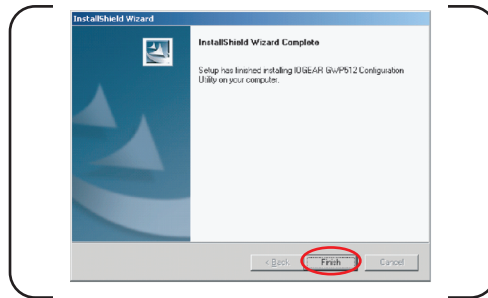 InstallShield Wizard
InstallShield Wizard Complete
Setup has finished installing IOGEAR GWP512 Configuration
Utility on your computer.
< Back
Finish
Cancel